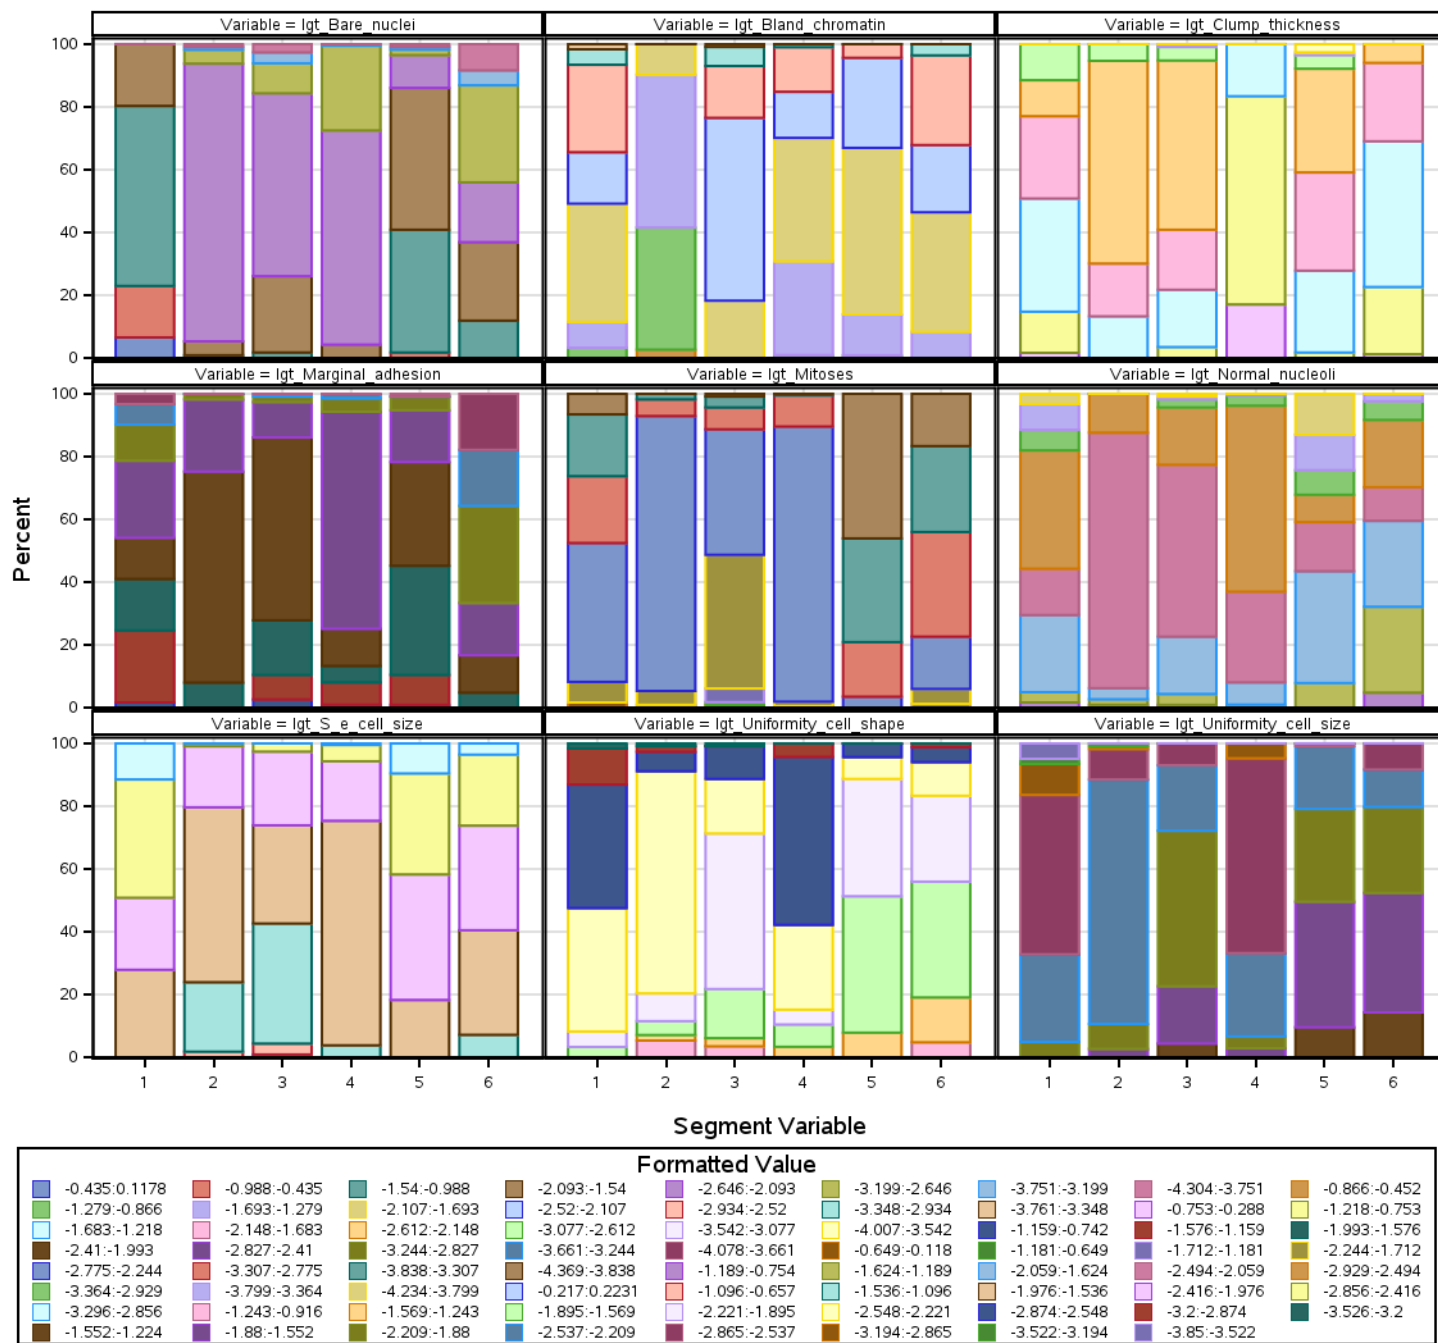 Variable = lgt_Bare_nuclei
Variable = lgt_Bland_chromatin
Variable = lgt_Clump_thickness
100
80
60
40
20
0
Variable = lgt_Marginal_adhesion
Variable = lgt_Mitoses
Variable = lgt_Normal_nucleoli
100
80
60
40
20
0
Percent
Variable = lgt_S_e_cell_size
Variable = lgt_Uniformity_cell_shape
Variable = lgt_Uniformity_cell_size
100
80
60
40
20
0
1 2 3 4 5 6 1 2 3 4 5 6 1 2 3 4 5 6
Segment Variable
Formatted Value
-0.435:0.1178 -0.988:-0.435 -1.54:-0.988 -2.093:-1.54 -2.646:-2.093 -3.199:-2.646 -3.751:-3.199 -4.304:-3.751 -0.866:-0.452
-1.279:-0.866 -1.693:-1.279 -2.107:-1.693 -2.52:-2.107 -2.934:-2.52 -3.348:-2.934 -3.761:-3.348 -0.753:-0.288 -1.218:-0.753
-1.683:-1.218 -2.148:-1.683 -2.612:-2.148 -3.077:-2.612 -3.542:-3.077 -4.007:-3.542 -1.159:-0.742 -1.576:-1.159 -1.993:-1.576
-2.41:-1.993 -2.827:-2.41 -3.244:-2.827 -3.661:-3.244 -4.078:-3.661 -0.649:-0.118 -1.181:-0.649 -1.712:-1.181 -2.244:-1.712
-2.775:-2.244 -3.307:-2.775 -3.838:-3.307 -4.369:-3.838 -1.189:-0.754 -1.624:-1.189 -2.059:-1.624 -2.494:-2.059 -2.929:-2.494
-3.364:-2.929 -3.799:-3.364 -4.234:-3.799 -0.217:0.2231 -1.096:-0.657 -1.536:-1.096 -1.976:-1.536 -2.416:-1.976 -2.856:-2.416
-3.296:-2.856 -1.243:-0.916 -1.569:-1.243 -1.895:-1.569 -2.221:-1.895 -2.548:-2.221 -2.874:-2.548 -3.2:-2.874 -3.526:-3.2
-1.552:-1.224 -1.88:-1.552 -2.209:-1.88 -2.537:-2.209 -2.865:-2.537 -3.194:-2.865 -3.522:-3.194 -3.85:-3.522